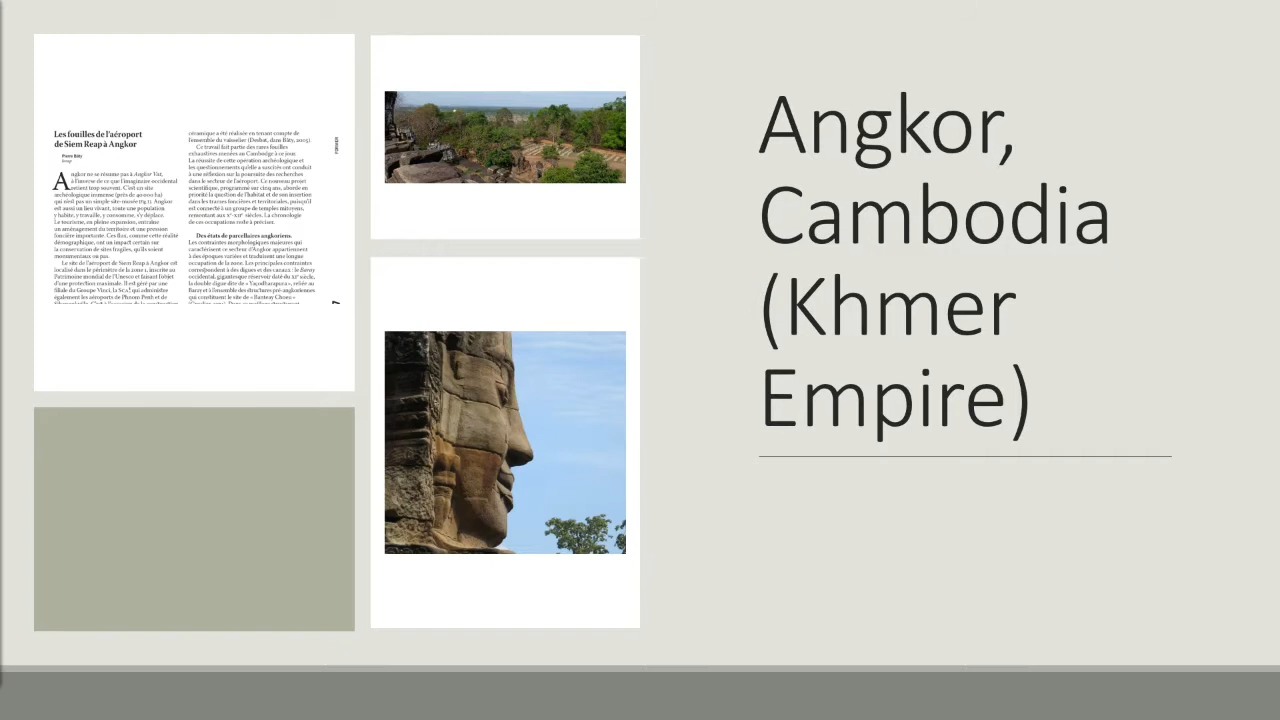 Les fouilles de l'aéroport
de Siem Reap à Angkor
Pierre Bâty
Inrap
Angkor ne se résume pas à Angkor Vat,
à l'inverse de ce que l'imaginaire occidental
retient trop souvent. C'est un site
archéologique immense (près de 40 000 ha)
qui n'est pas un simple site-musée (fig.1). Angkor
est aussi un lieu vivant, toute une population
y habite, y travaille, y consomme, s'y déplace.
Le tourisme, en pleine expansion, entraîne
un aménagement du territoire et une pression
foncière importante. Ces flux, comme cette réalité
démographique, ont un impact certain sur
la conservation de sites fragiles, qu'ils soient
monumentaux ou pas.
Le site de l'aéroport de Siem Reap à Angkor est
localisé dans le périmètre de la zone 1, inscrite au
Patrimoine mondial de l'Unesco et faisant l'objet
d'une protection maximale. Il est géré par une
filiale du Groupe Vinci, la qui administre
également les aéroports de Phnom Penh et de
céramique a été réalisée en tenant compte de
l'ensemble du vaisselier (Desbat, dans Bâty, 2005).
Ce travail fait partie des rares fouilles
exhaustives menées au Cambodge à ce jour.
La réussite de cette opération archéologique et
les questionnements qu'elle a suscités ont conduit
à une réflexion sur la poursuite des recherches
dans le secteur de l'aéroport. Ce nouveau projet
scientifique, programmé sur cinq ans, aborde en
priorité la question de l'habitat et de son insertion
dans les trames foncières et territoriales, puisqu'il
est connecté à un groupe de temples mitoyens,
remontant aux Xe-XIIe siècles. La chronologie
de ces occupations reste à préciser.
Des états de parcellaires angkoriens.
Les contraintes morphologiques majeures qui
caractérisent ce secteur d'Angkor appartiennent
à des époques variées et traduisent une longue
occupation de la zone. Les principales contraintes
correspondent à des digues et des canaux : le Baray
occidental, gigantesque réservoir daté du XIe siècle,
la double digue dite de « Yaçodharapura », reliée au
Baray et à l'ensemble des structures pré-angkoriennes
qui constituent le site de « Banteay Choeu »
Angkor,
Cambodia
(Khmer
Empire)